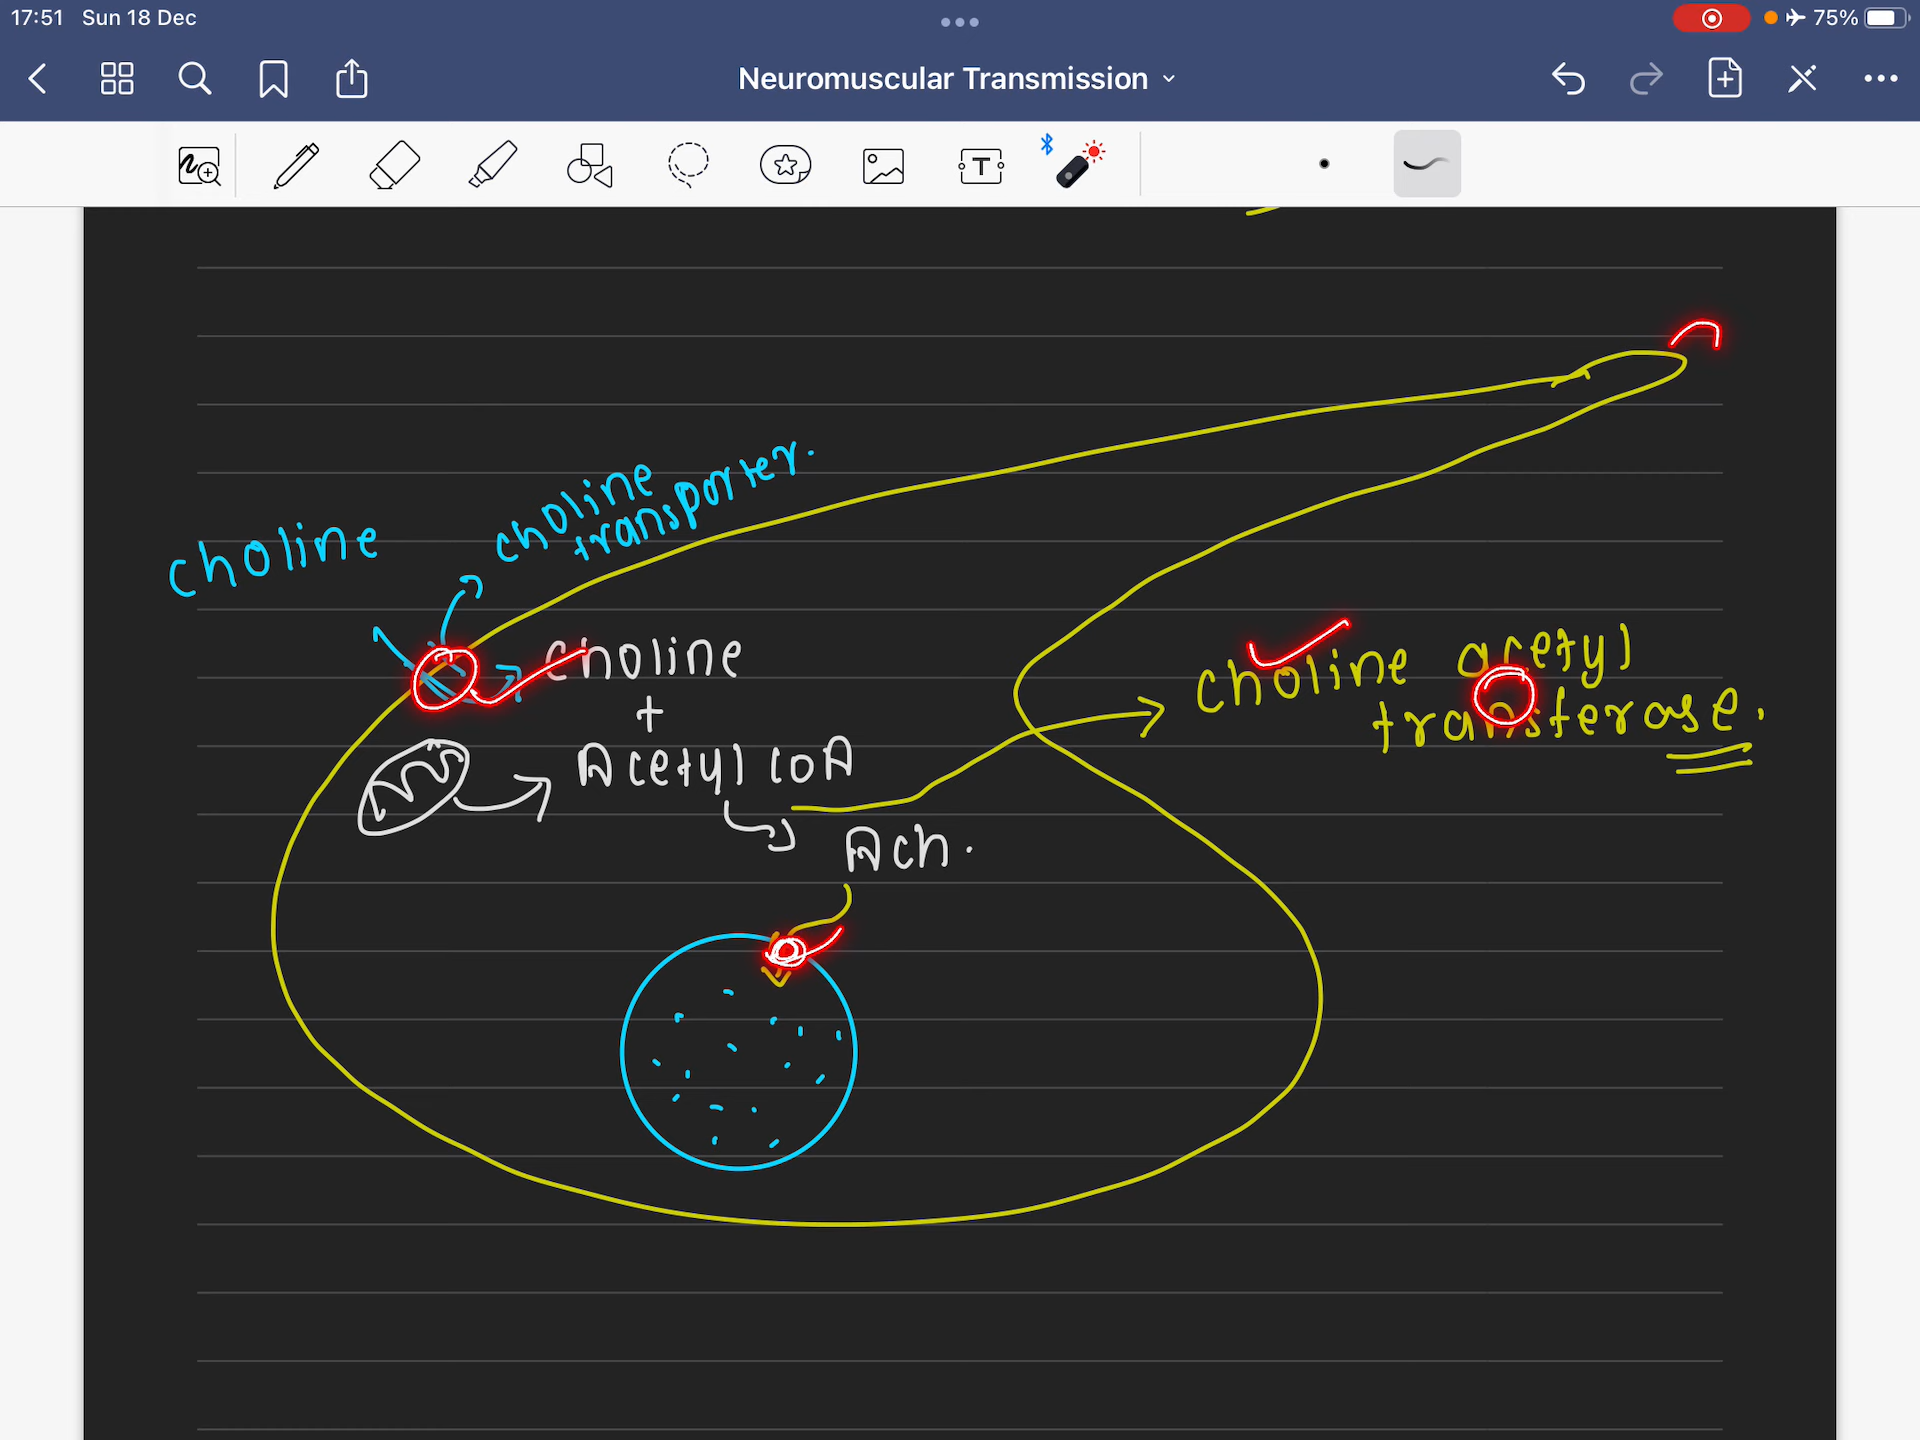 17:51 Sun 18 Dec
75%
Neuromuscular Transmission
T
choline
transporter.
choline
choline
+
Acetyl coA
Ach.
choline acetyl
transferase.